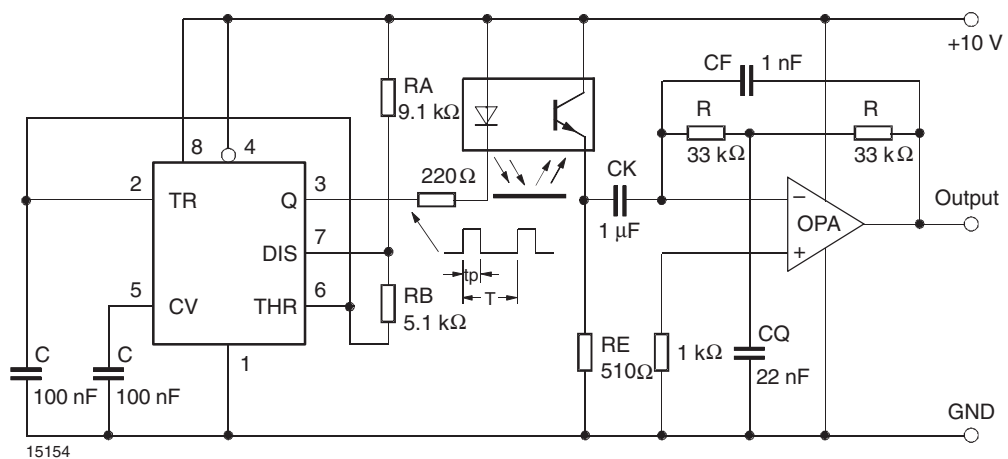 +10 V
CF
1 nF
RA
9.1 kΩ
R
33 kΩ
R
33 kΩ
8
4
2
TR
Q
3
220Ω
CK
1 μF
Output
OPA
−
+
DIS
7
tp
T
5
CV
THR
6
RB
5.1 kΩ
1
C
100 nF
C
100 nF
RE
510Ω
1 kΩ
CQ
22 nF
GND
15154